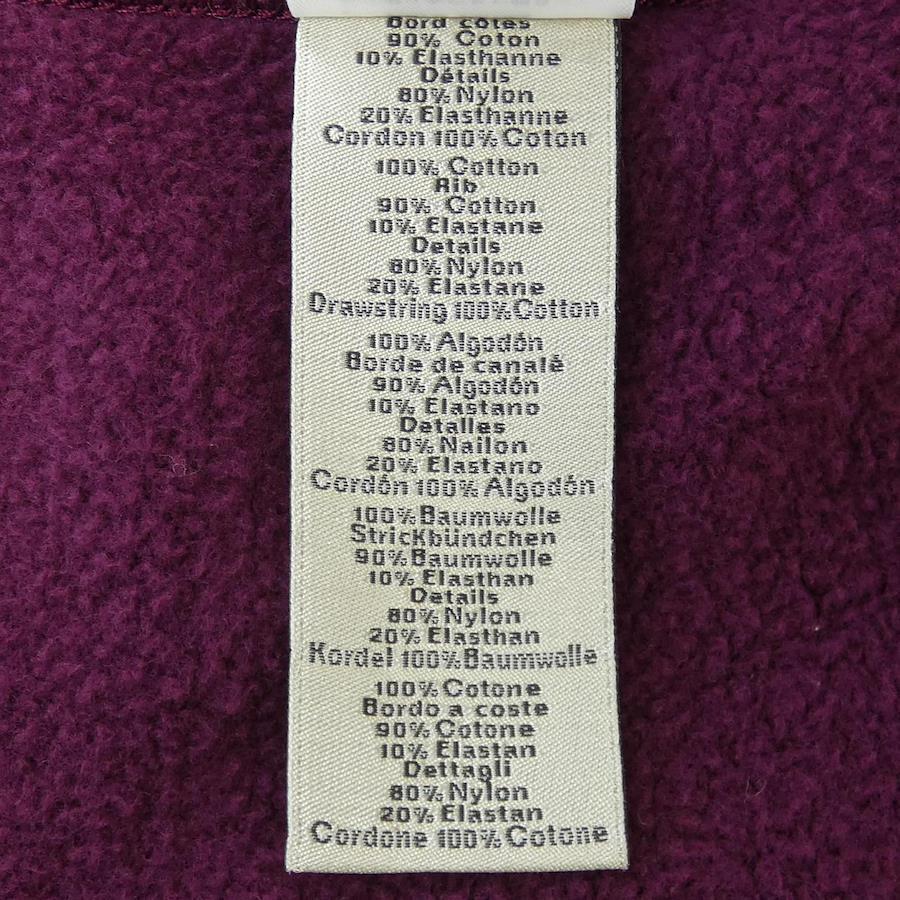 Bord côtes
90% Coton
10% Elasthanne
Détails
80% Nylon
20% Elasthanne
Cordon 100% Coton
100% Cotton
Rib
90% Cotton
10% Elastane
Details
80% Nylon
20% Elastane
Drawstring 100% Cotton
100% Algodón
Borde de canalé
90% Algodón
10% Elastano
Detalles
80% Nailon
20% Elastano
Cordón 100% Algodón
100% Baumwolle
Strickbündchen
90% Baumwolle
10% Elasthan
Details
80% Nylon
20% Elasthan
Kordel 100% Baumwolle
100% Cotone
Bordo a coste
90% Cotone
10% Elastan
Dettagli
80% Nylon
20% Elastan
Cordone 100% Cotone